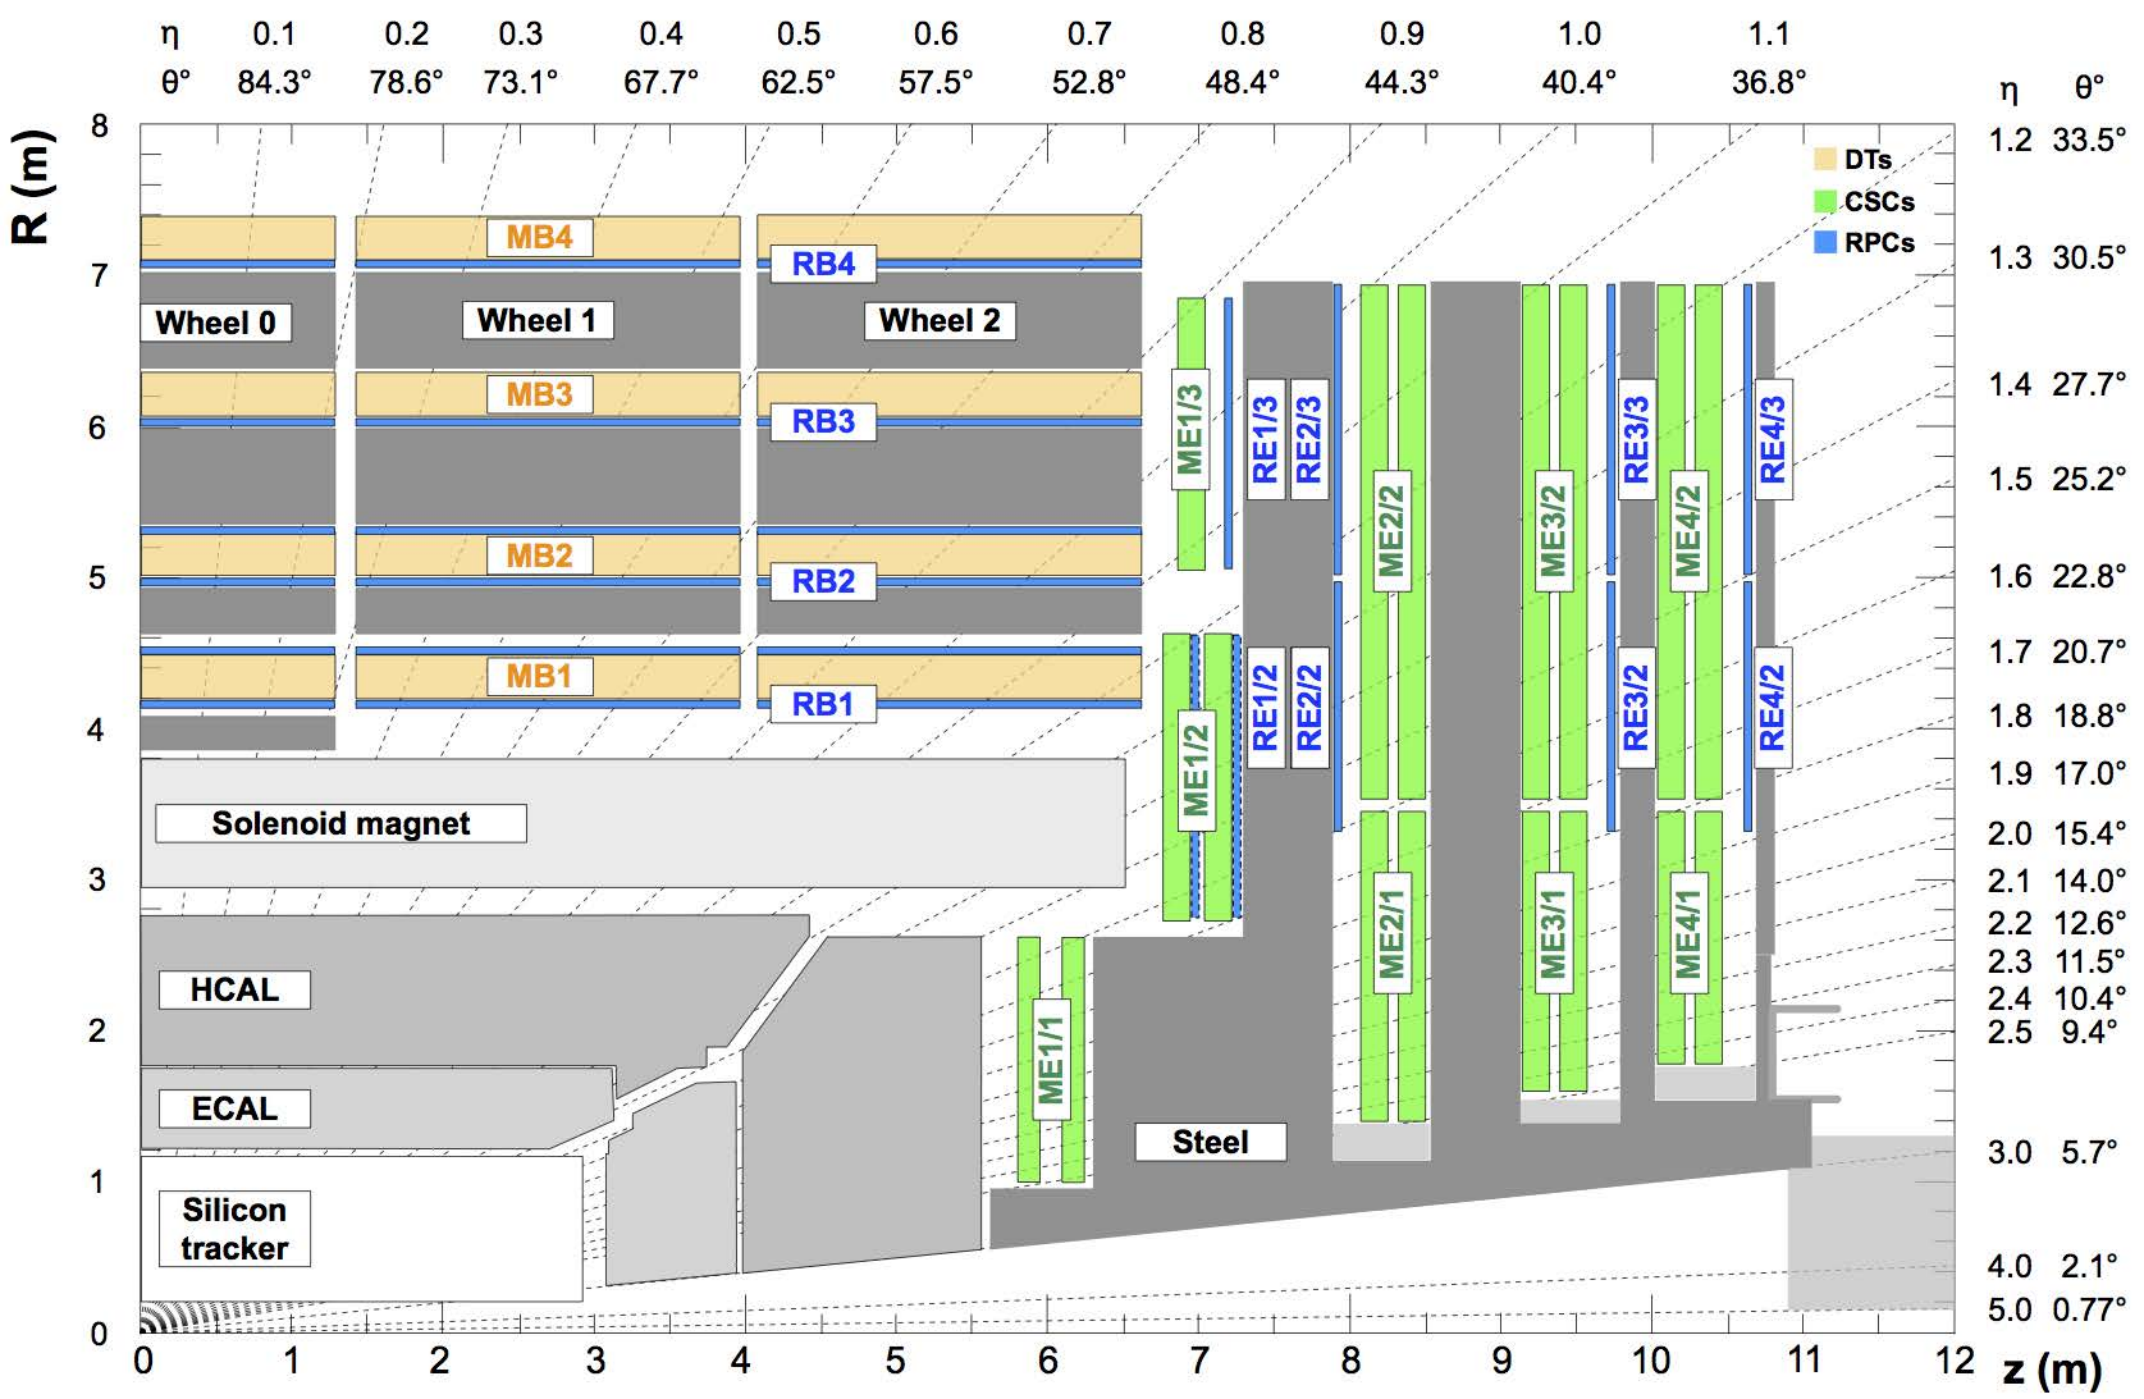 η 0.1 0.2 0.3 0.4 0.5 0.6 0.7 0.8 0.9 1.0 1.1
θ° 84.3° 78.6° 73.1° 67.7° 62.5° 57.5° 52.8° 48.4° 44.3° 40.4° 36.8°
η θ°
R (m)
8
7
6
5
4
3
2
1
0
1.2 33.5°
1.3 30.5°
1.4 27.7°
1.5 25.2°
1.6 22.8°
1.7 20.7°
1.8 18.8°
1.9 17.0°
2.0 15.4°
2.1 14.0°
2.2 12.6°
2.3 11.5°
2.4 10.4°
2.5 9.4°
3.0 5.7°
4.0 2.1°
5.0 0.77°
DTs
CSCs
RPCs
MB4
RB4
Wheel 0
Wheel 1
Wheel 2
MB3
RB3
MB2
RB2
MB1
RB1
Solenoid magnet
HCAL
ECAL
Silicon
tracker
Steel
ME1/3
RE1/3
RE2/3
ME2/2
ME3/2
RE3/3
ME4/2
RE4/3
ME1/2
RE1/2
RE2/2
RE3/2
RE4/2
ME1/1
ME2/1
ME3/1
ME4/1
0 1 2 3 4 5 6 7 8 9 10 11 12 z (m)